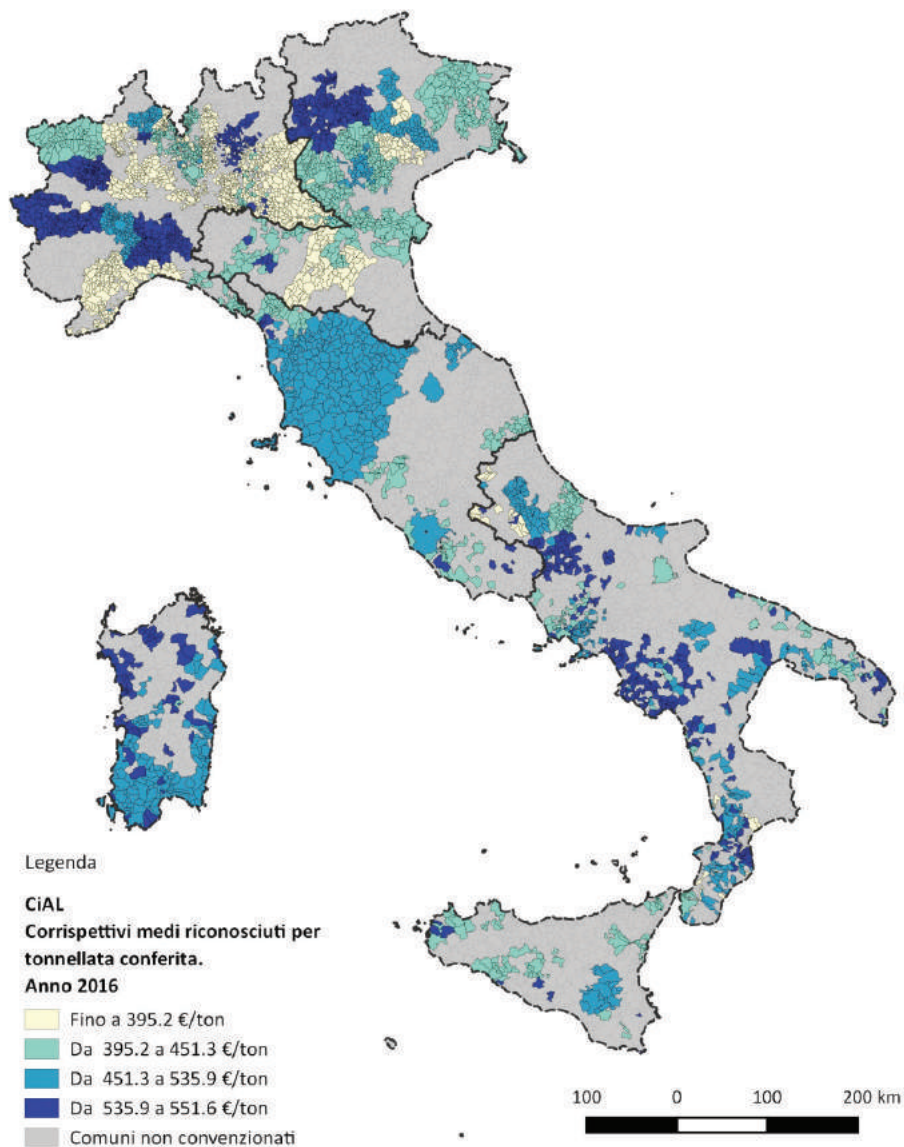 Legenda
CiAL
Corrispettivi medi riconosciuti per
tonnellata conferita.
Anno 2016
Fino a 395.2 €/ton
Da 395.2 a 451.3 €/ton
Da 451.3 a 535.9 €/ton
Da 535.9 a 551.6 €/ton
Comuni non convenzionati
100 0 100 200 km